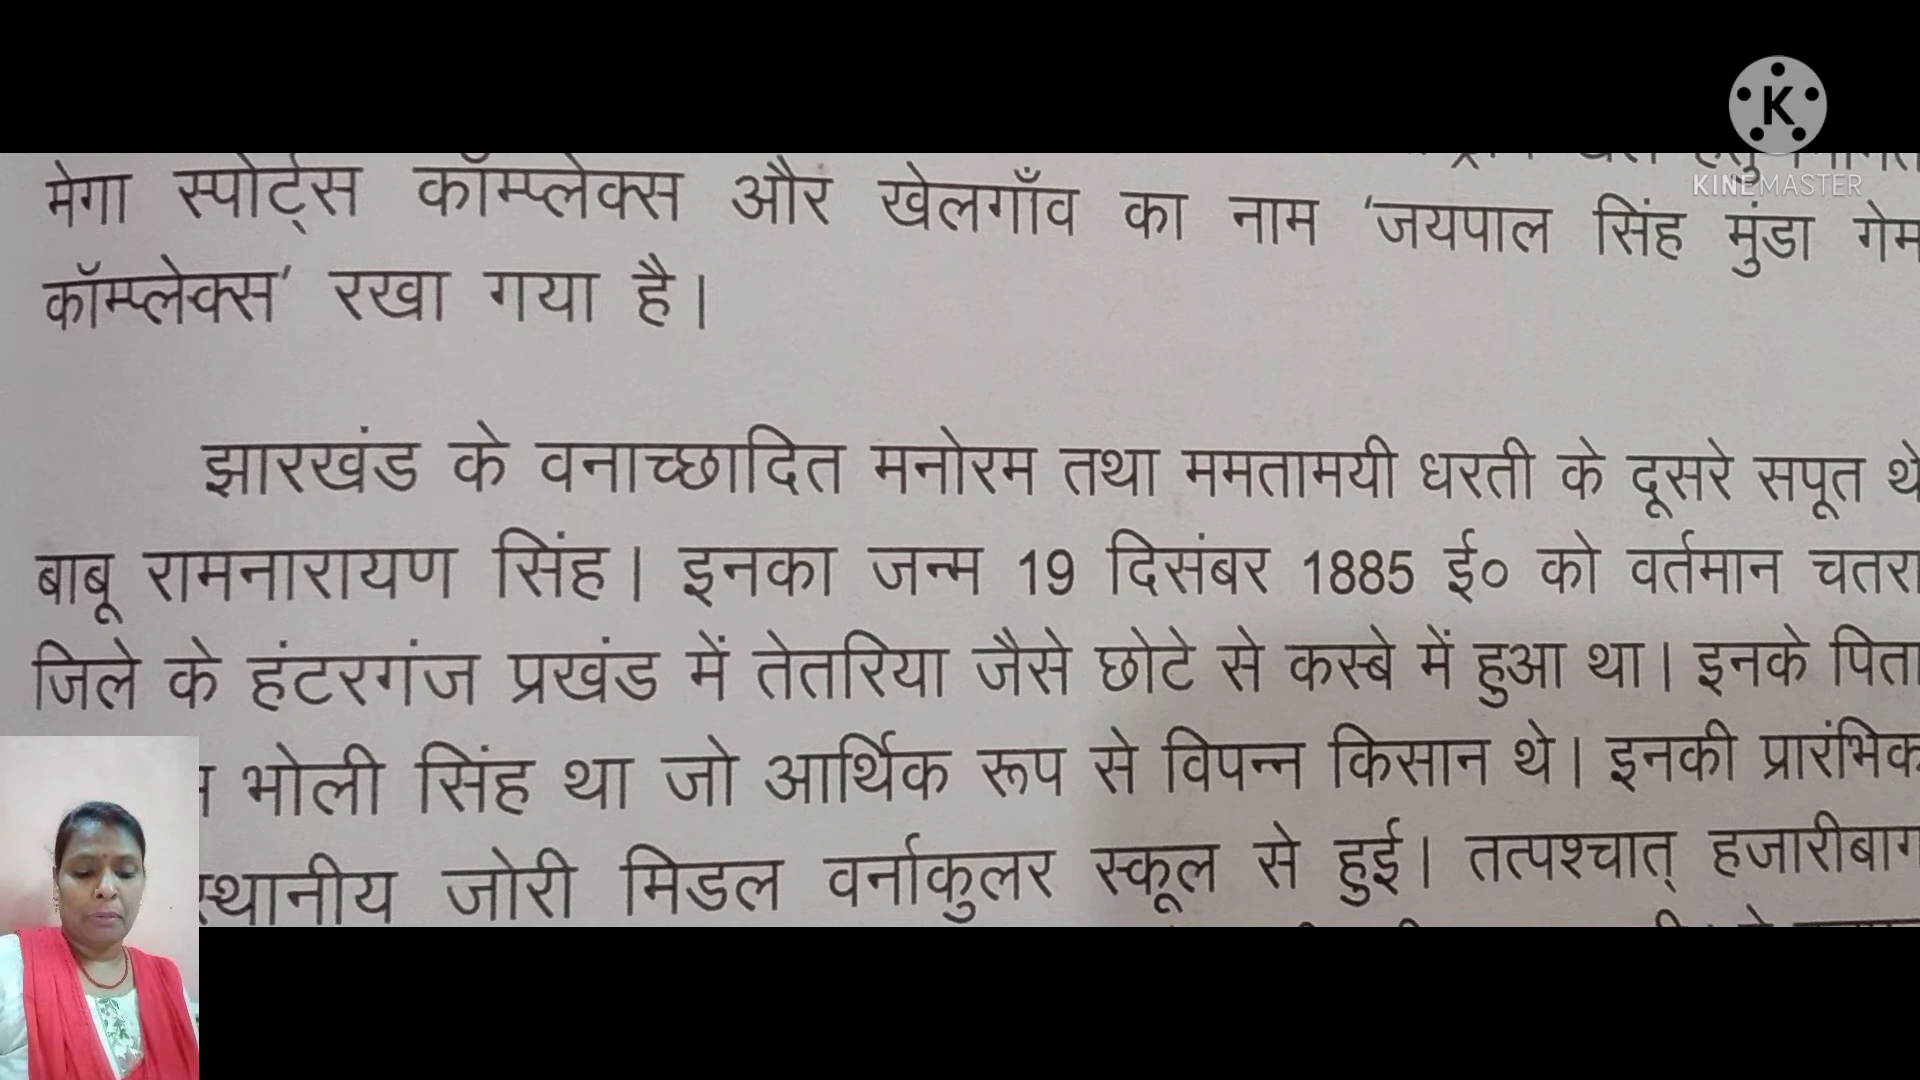 K
KINEMASTER
मेगा स्पोर्ट्स कॉम्प्लेक्स और खेलगाँव का नाम ‘जयपाल सिंह मुंडा गेम
कॉम्प्लेक्स’ रखा गया है।
झारखंड के वनाच्छादित मनोरम तथा ममतामयी धरती के दूसरे सपूत थे
बाबू रामनारायण सिंह। इनका जन्म 19 दिसंबर 1885 ई० को वर्तमान चतरा
जिले के हंटरगंज प्रखंड में तेतरिया जैसे छोटे से कस्बे में हुआ था। इनके पिता
भोली सिंह था जो आर्थिक रूप से विपन्न किसान थे। इनकी प्रारंभिक
स्थानीय जोरी मिडल वर्नाकुलर स्कूल से हुई। तत्पश्चात् हजारीबाग